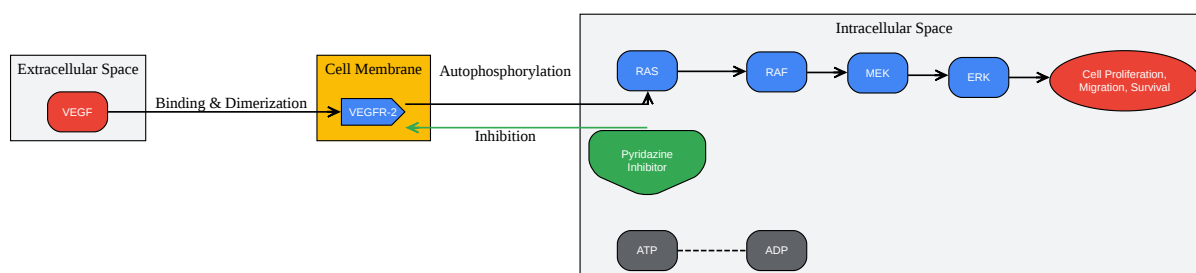 Intracellular Space
Extracellular Space
VEGF
Binding & Dimerization
Cell Membrane
VEGFR-2
Autophosphorylation
Inhibition
RAS
RAF
MEK
ERK
Cell Proliferation,
Migration, Survival
Pyridazine
Inhibitor
ATP
ADP